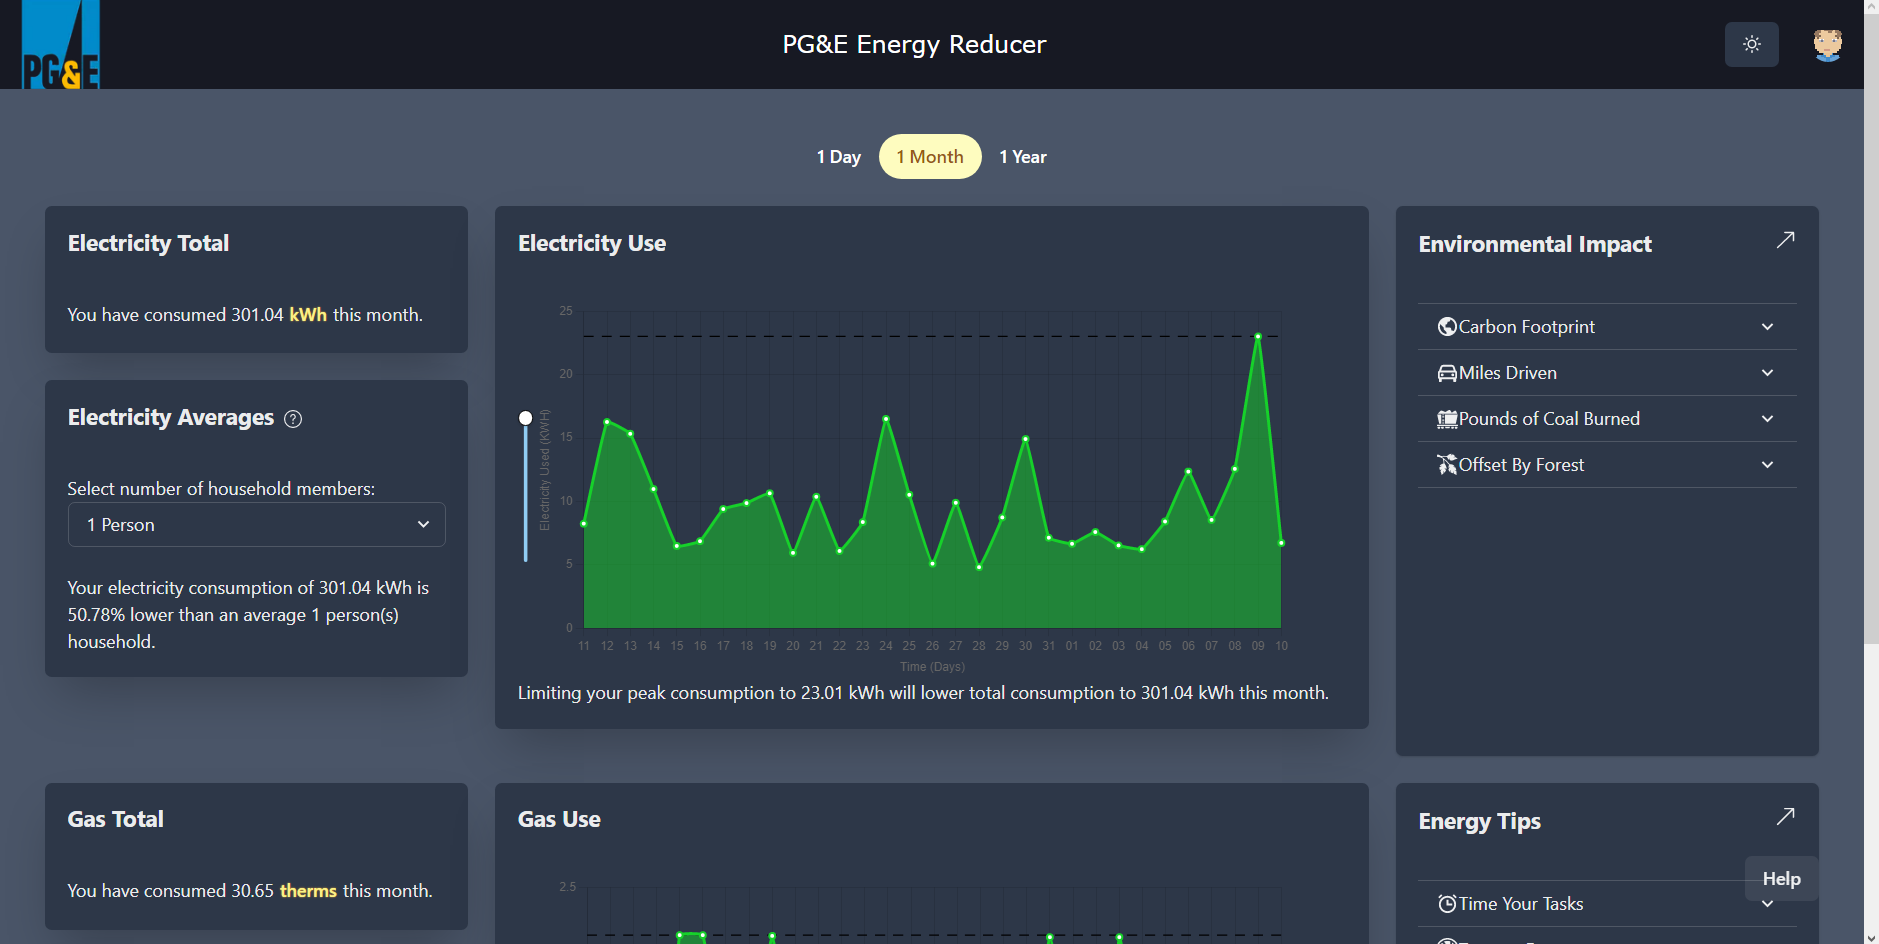 PG&E
PG&E Energy Reducer
1 Day
1 Month
1 Year
Electricity Total
You have consumed 301.04 kWh this month.
Electricity Averages
?
Select number of household members:
1 Person
Your electricity consumption of 301.04 kWh is
50.78% lower than an average 1 person(s)
household.
Electricity Use
25
20
15
10
5
0
Electricity Used (KWH)
11 12 13 14 15 16 17 18 19 20 21 22 23 24 25 26 27 28 29 30 31 01 02 03 04 05 06 07 08 09 10
Time (Days)
Limiting your peak consumption to 23.01 kWh will lower total consumption to 301.04 kWh this month.
Environmental Impact
Carbon Footprint
Miles Driven
Pounds of Coal Burned
Offset By Forest
Gas Total
You have consumed 30.65 therms this month.
Gas Use
2.5
Energy Tips
Help
Time Your Tasks